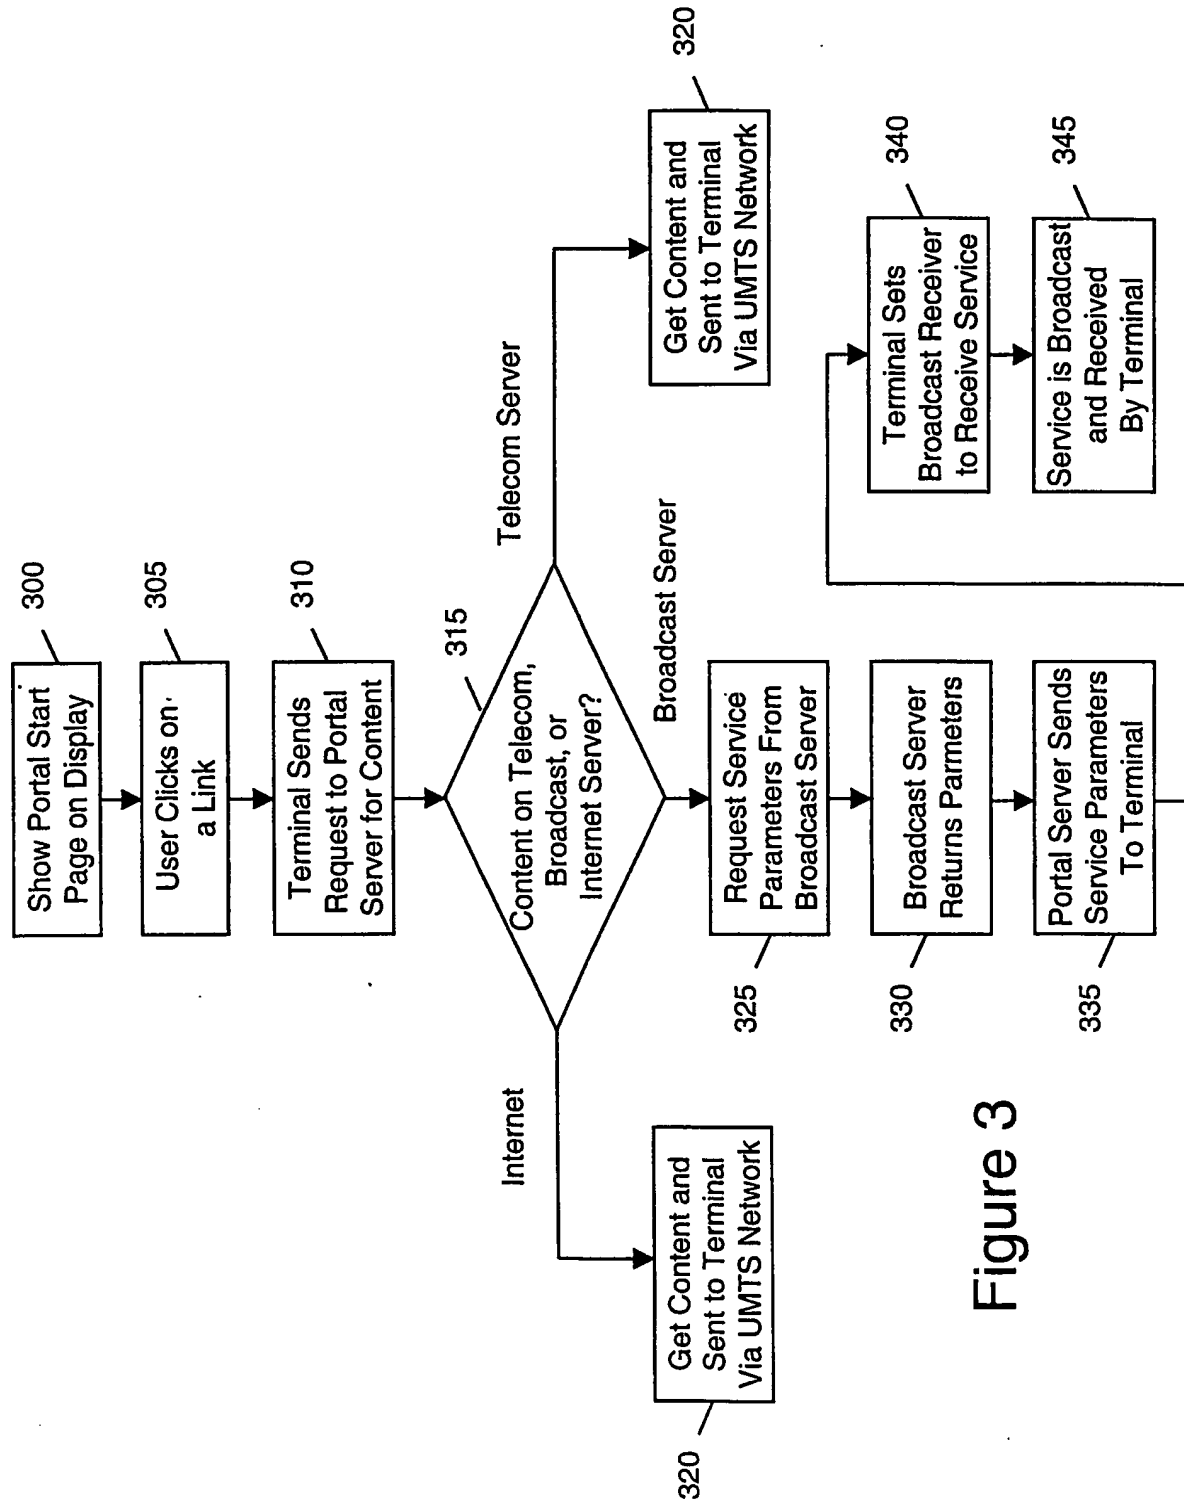 300
Show Portal Start
Page on Display
305
User Clicks on
a Link
310
Terminal Sends
Request to Portal
Server for Content
315
Content on Telecom,
Broadcast, or
Internet Server?
Internet
Telecom Server
Broadcast Server
320
Get Content and
Sent to Terminal
Via UMTS Network
320
Get Content and
Sent to Terminal
Via UMTS Network
325
Request Service
Parameters From
Broadcast Server
330
Broadcast Server
Returns Parmeters
335
Portal Server Sends
Service Parameters
To Terminal
340
Terminal Sets
Broadcast Receiver
to Receive Service
345
Service is Broadcast
and Received
By Terminal
Figure 3